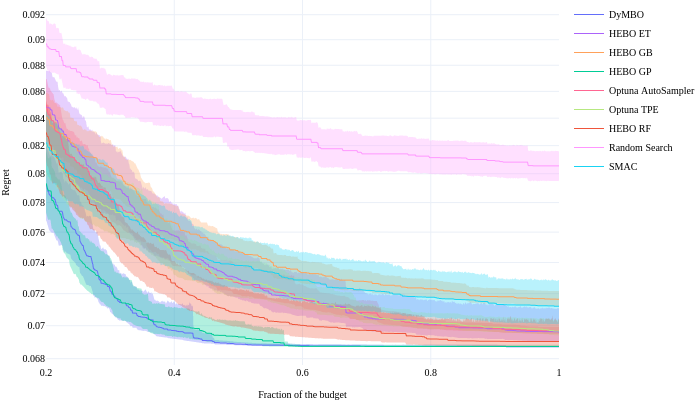 0.092
0.09
0.088
0.086
0.084
0.082
0.08
0.078
0.076
0.074
0.072
0.07
0.068
Regret
0.2
0.4
0.6
0.8
1
Fraction of the budget
DyMBO
HEBO ET
HEBO GB
HEBO GP
Optuna AutoSampler
Optuna TPE
HEBO RF
Random Search
SMAC